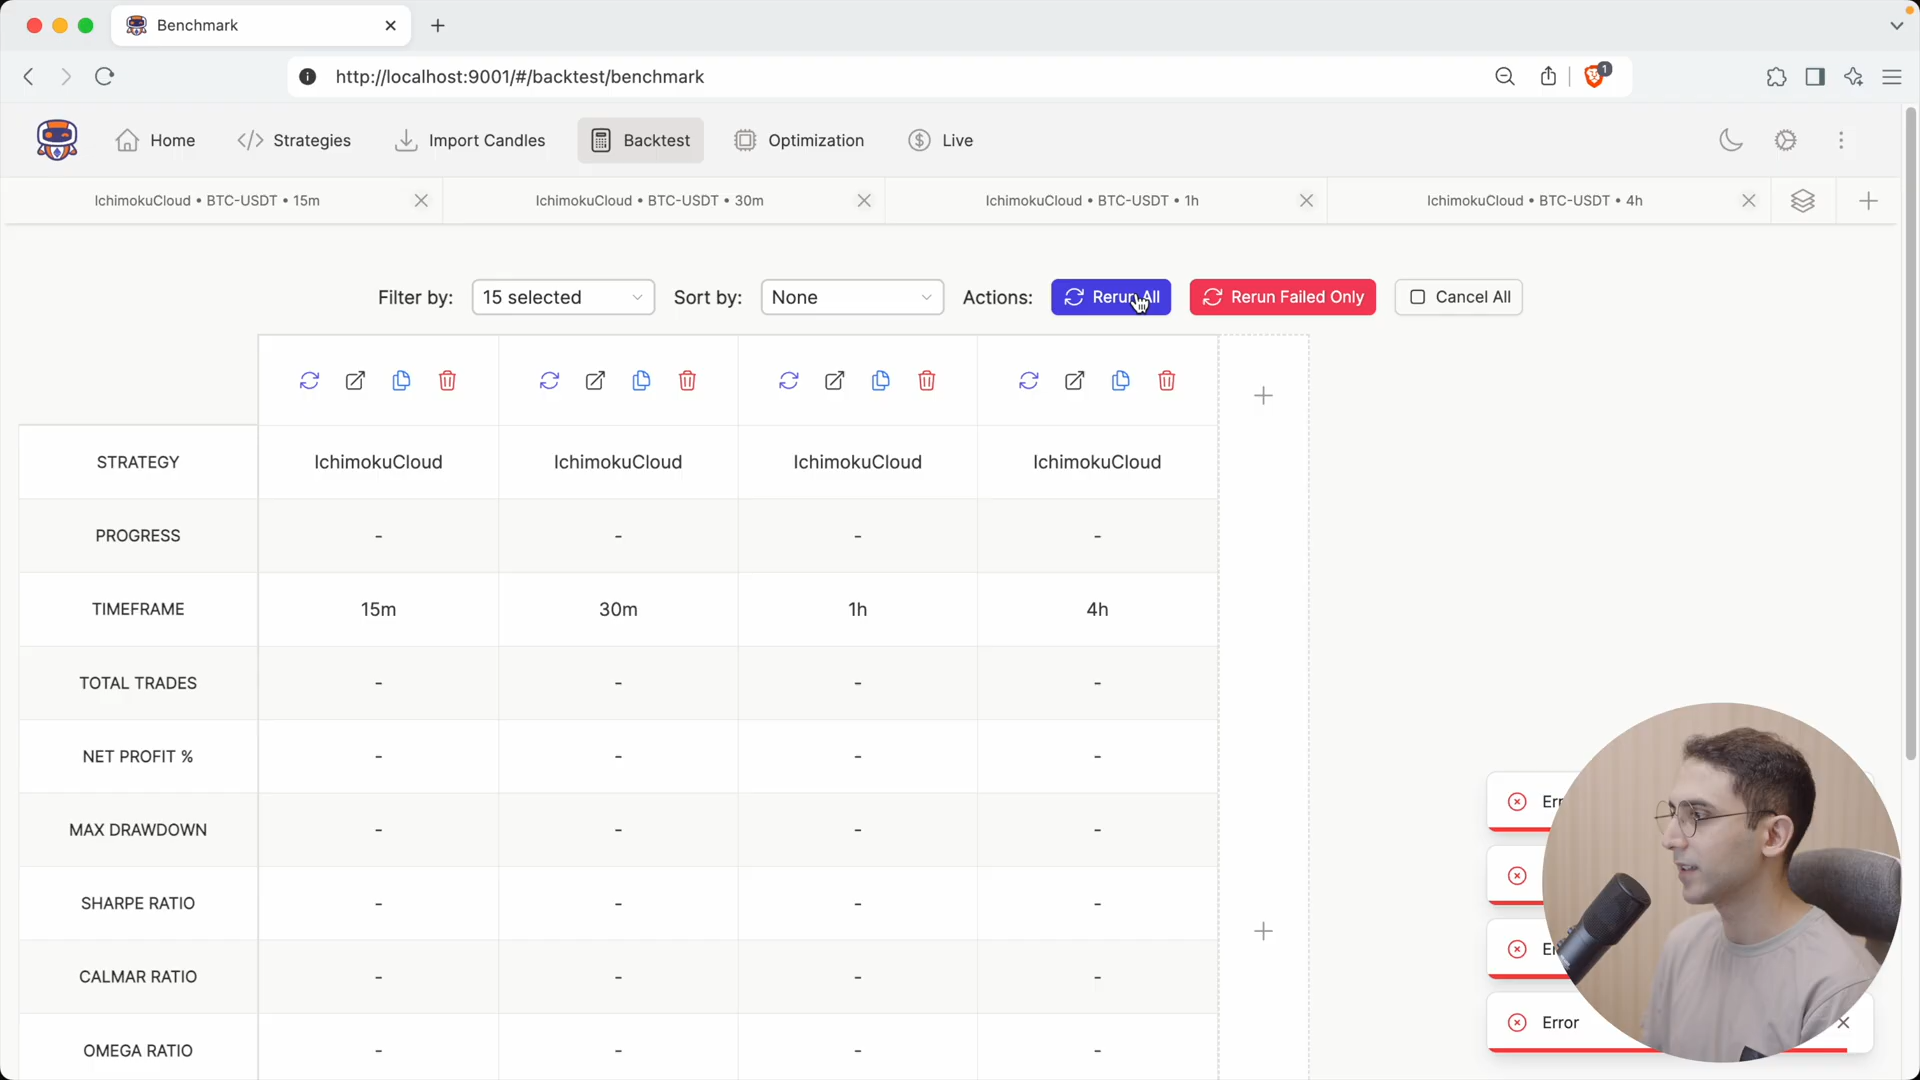 Benchmark
http://localhost:9001/#/backtest/benchmark
1
Home
Strategies
Import Candles
Backtest
Optimization
Live
IchimokuCloud • BTC-USDT • 15m
IchimokuCloud • BTC-USDT • 30m
IchimokuCloud • BTC-USDT • 1h
IchimokuCloud • BTC-USDT • 4h
Filter by: 15 selected Sort by: None Actions: Rerun All Rerun Failed Only Cancel All
STRATEGY IchimokuCloud IchimokuCloud IchimokuCloud IchimokuCloud
PROGRESS - - - -
TIMEFRAME 15m 30m 1h 4h
TOTAL TRADES - - - -
NET PROFIT % - - - -
MAX DRAWDOWN - - - -
SHARPE RATIO - - - -
CALMAR RATIO - - - -
OMEGA RATIO - - - -
Error